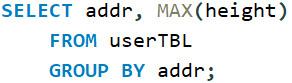 SELECT addr, MAX(height)
FROM userTBL
GROUP BY addr;